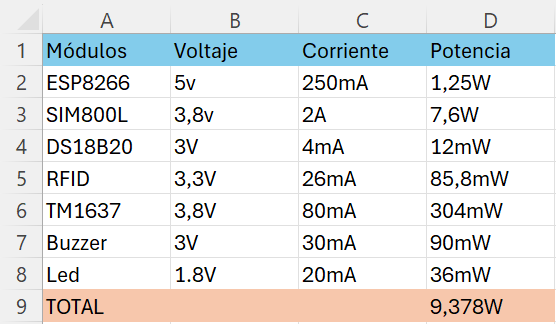 A B C D
1 Módulos Voltaje Corriente Potencia
2 ESP8266 5v 250mA 1,25W
3 SIM800L 3,8v 2A 7,6W
4 DS18B20 3V 4mA 12mW
5 RFID 3,3V 26mA 85,8mW
6 TM1637 3,8V 80mA 304mW
7 Buzzer 3V 30mA 90mW
8 Led 1.8V 20mA 36mW
9 TOTAL 9,378W